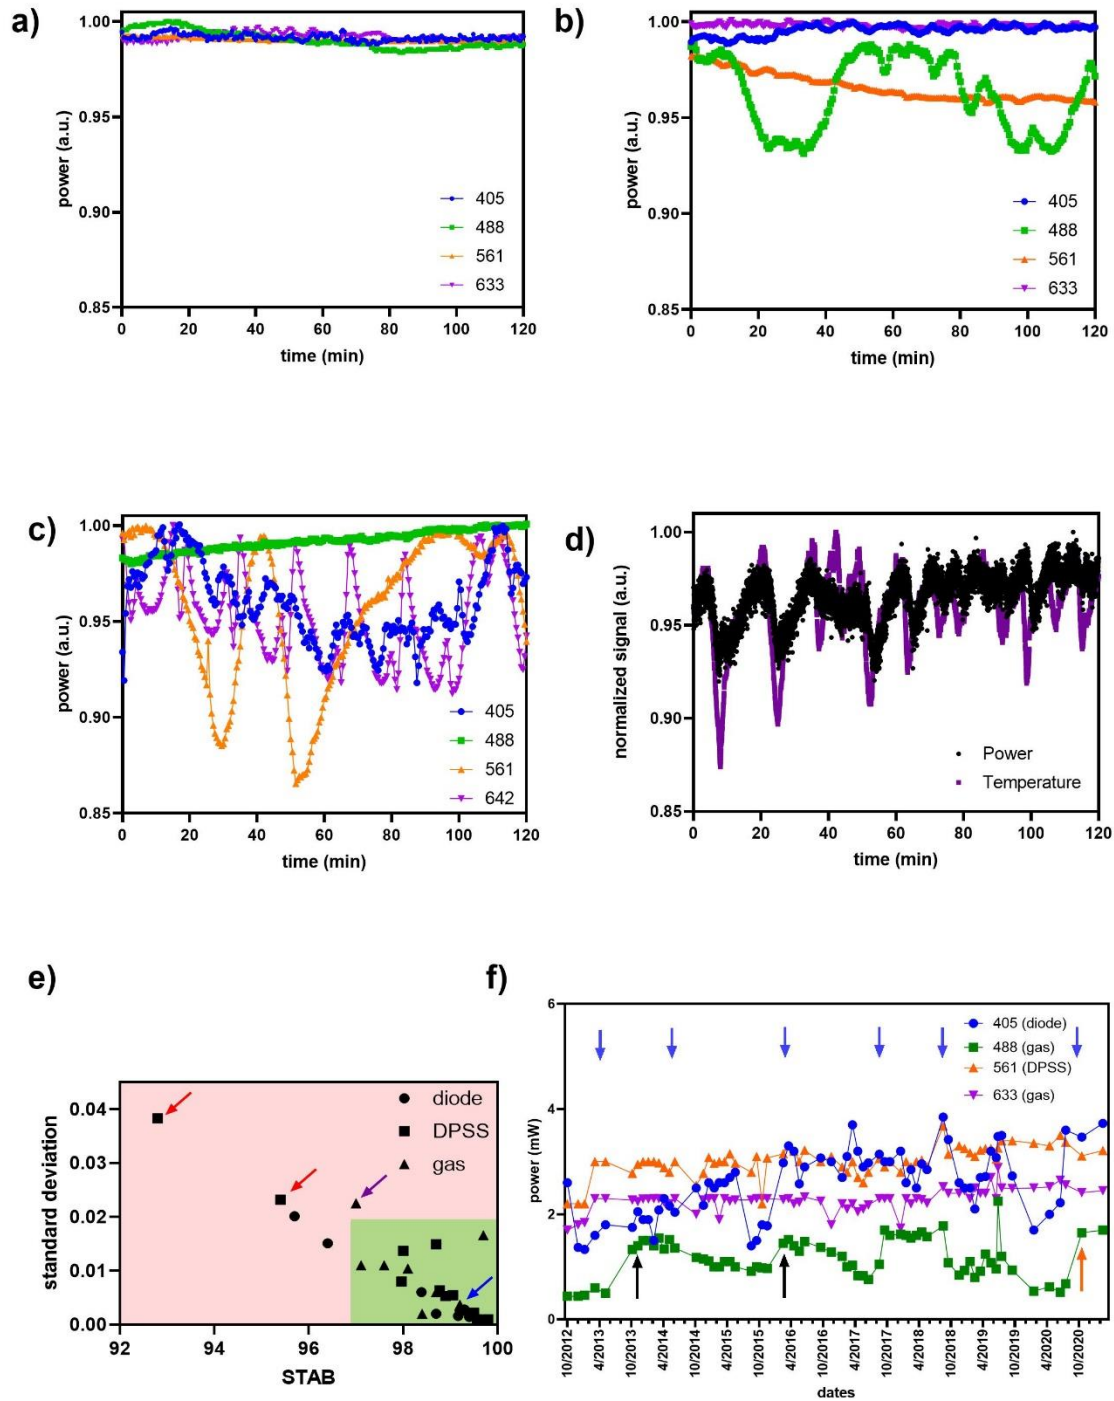 a)
1.00
0.95
0.90
0.85
power (a.u.)
405
488
561
633
0 20 40 60 80 100 120
time (min)
b)
1.00
0.95
0.90
0.85
power (a.u.)
405
488
561
633
0 20 40 60 80 100 120
time (min)
c)
1.00
0.95
0.90
0.85
power (a.u.)
405
488
561
642
0 20 40 60 80 100 120
time (min)
d)
1.00
0.95
0.90
0.85
normalized signal (a.u.)
Power
Temperature
0 20 40 60 80 100 120
time (min)
e)
0.04
0.03
0.02
0.01
0.00
standard deviation
diode
DPSS
gas
92 94 96 98 100
STAB
f)
6
4
2
0
power (mW)
405 (diode)
488 (gas)
561 (DPSS)
633 (gas)
10/2012 4/2013 10/2013 4/2014 10/2014 4/2015 10/2015 4/2016 10/2016 4/2017 10/2017 4/2018 10/2018 4/2019 10/2019 4/2020 10/2020
dates